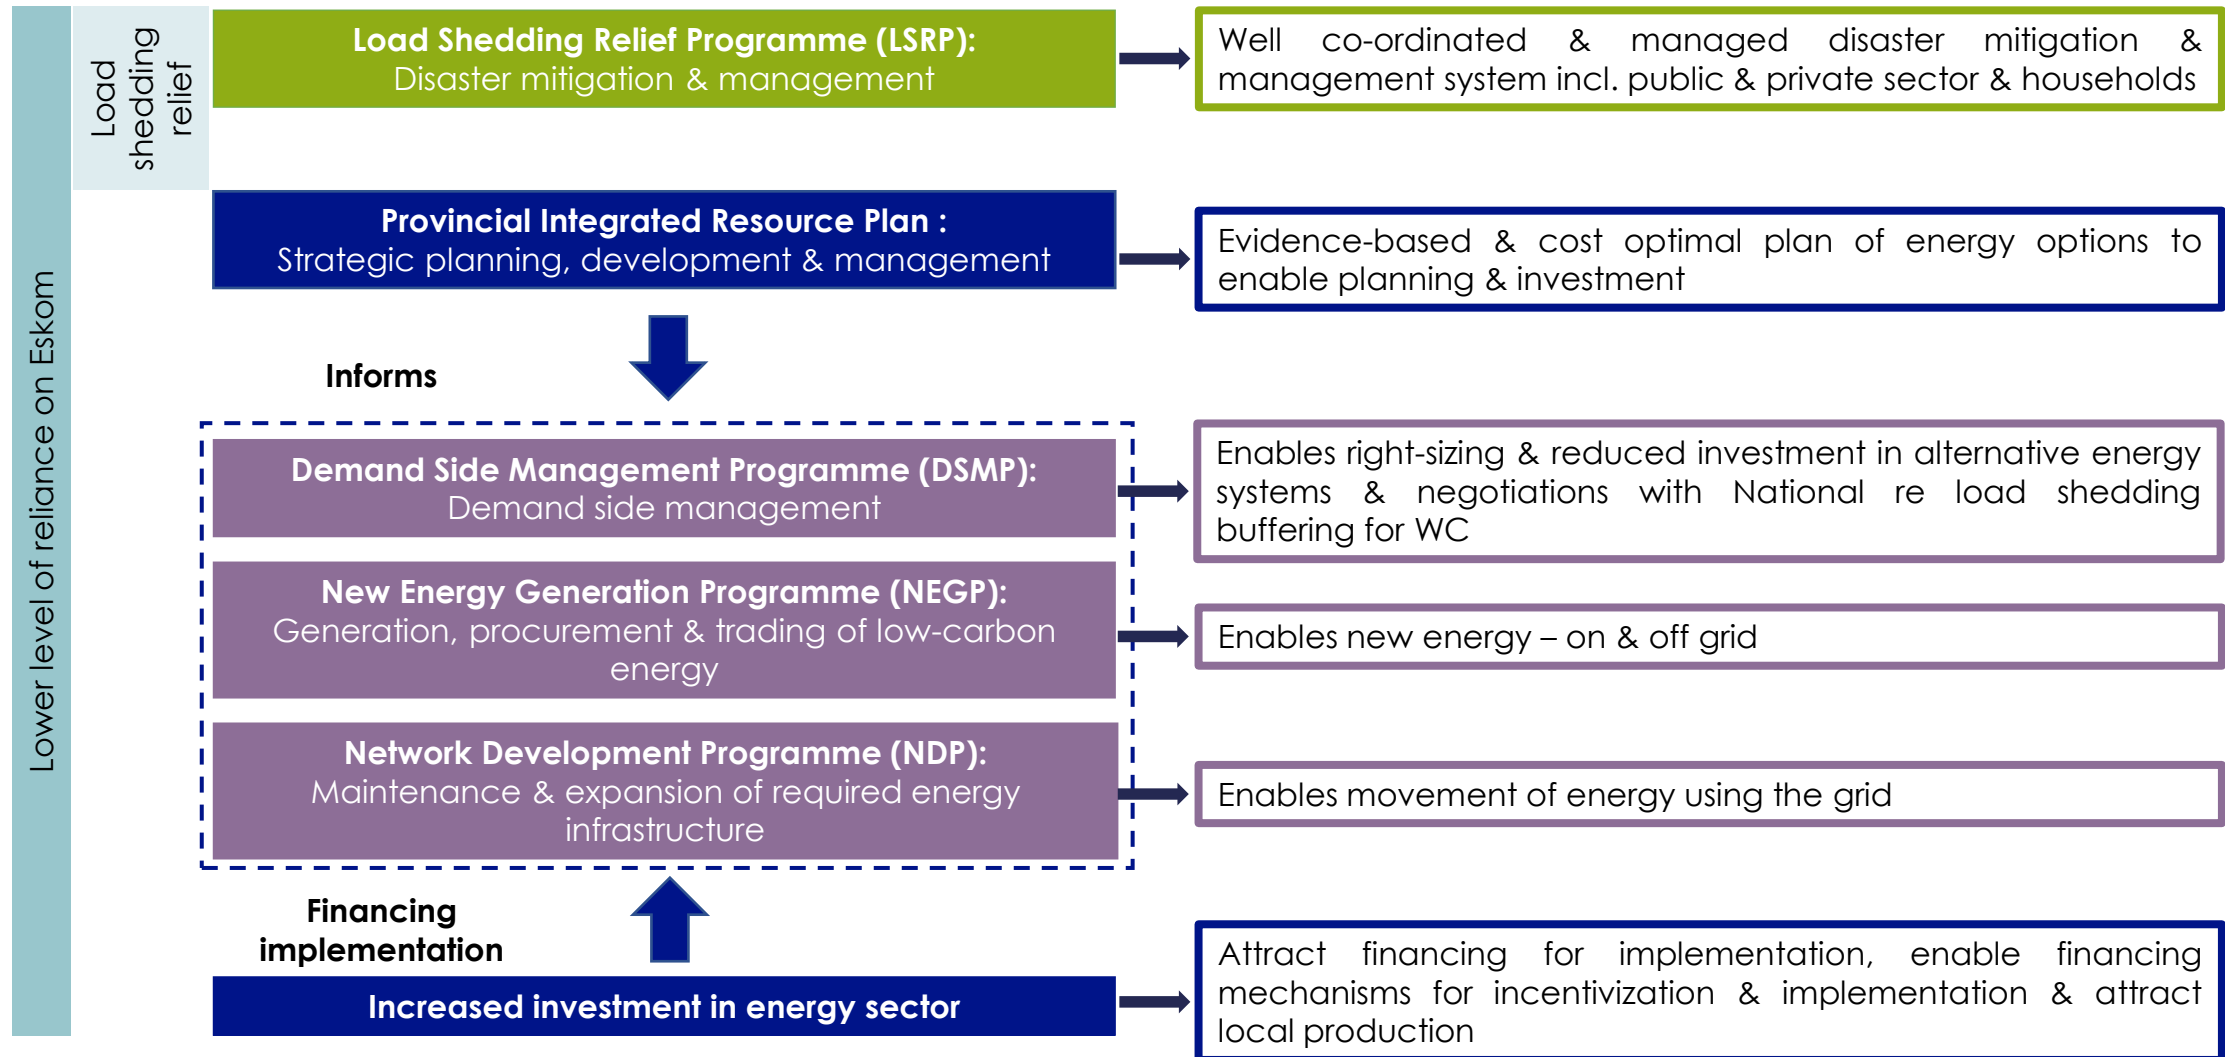 Lower level of reliance on Eskom
Load
shedding
relief
Load Shedding Relief Programme (LSRP):
Disaster mitigation & management
Well co-ordinated & managed disaster mitigation &
management system incl. public & private sector & households
Provincial Integrated Resource Plan :
Strategic planning, development & management
Evidence-based & cost optimal plan of energy options to
enable planning & investment
Informs
Demand Side Management Programme (DSMP):
Demand side management
Enables right-sizing & reduced investment in alternative energy
systems & negotiations with National re load shedding
buffering for WC
New Energy Generation Programme (NEGP):
Generation, procurement & trading of low-carbon
energy
Enables new energy – on & off grid
Network Development Programme (NDP):
Maintenance & expansion of required energy
infrastructure
Enables movement of energy using the grid
Financing
implementation
Increased investment in energy sector
Attract financing for implementation, enable financing
mechanisms for incentivization & implementation & attract
local production